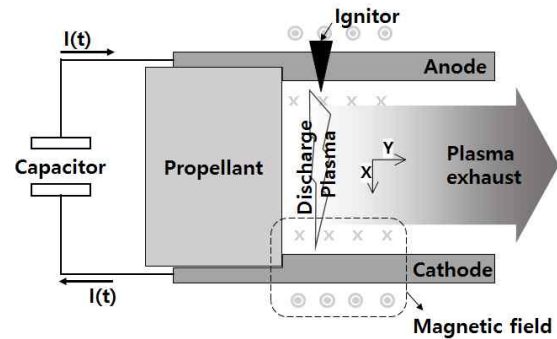 Ignitor
I(t)
Anode
Capacitor
Propellant
Discharge
Plasma
Y
X
Plasma
exhaust
Cathode
I(t)
Magnetic field